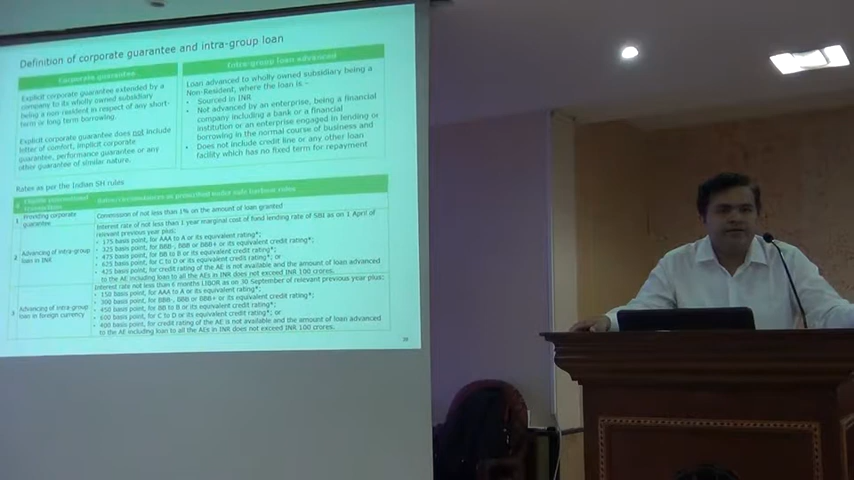 Definition of corporate guarantee and intra-group loan
Corporate guarantee
Explicit corporate guarantee extended by a
company to its wholly owned subsidiary
being a non-resident in respect of any short-
term or long term borrowing.
Explicit corporate guarantee does not include
letter of comfort, implicit corporate
guarantee, performance guarantee or any
other guarantee of similar nature.
Intra-group loan advanced
Loan advanced to wholly owned subsidiary being a
Non-Resident, where the loan is -
• Sourced in INR
• Not advanced by an enterprise, being a financial
company including a bank or a financial
institution or an enterprise engaged in lending or
borrowing in the normal course of business and
• Does not include credit line or any other loan
facility which has no fixed term for repayment
Rates as per the Indian SH rules
# Eligible international
transactions
Rates/circumstances as prescribed under safe harbour rules
1 Providing corporate
guarantee
Commission of not less than 1% on the amount of loan granted
2 Advancing of intra-group
loan in INR
Interest rate of not less than 1 year marginal cost of fund lending rate of SBI as on 1 April of
relevant previous year plus:
• 175 basis point, for AAA to A or its equivalent rating*;
• 325 basis point, for BBB-, BBB or BBB+ or its equivalent credit rating*;
• 475 basis point, for BB to B or its equivalent credit rating*;
• 625 basis point, for C to D or its equivalent credit rating*; or
• 425 basis point, for credit rating of the AE is not available and the amount of loan advanced
to the AE including loan to all the AEs in INR does not exceed INR 100 crores.
3 Advancing of intra-group
loan in foreign currency
Interest rate not less than 6 months LIBOR as on 30 September of relevant previous year plus:
• 150 basis point, for AAA to A or its equivalent rating*;
• 300 basis point, for BBB-, BBB or BBB+ or its equivalent credit rating*;
• 450 basis point, for BB to B or its equivalent credit rating*;
• 600 basis point, for C to D or its equivalent credit rating*; or
• 400 basis point, for credit rating of the AE is not available and the amount of loan advanced
to the AE including loan to all the AEs in INR does not exceed INR 100 crores.